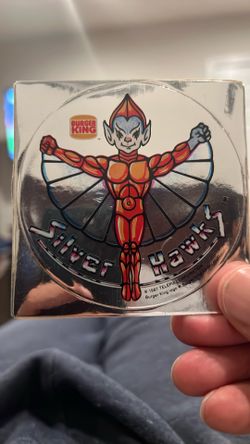 BURGER
KING
Silver Hawks
© 1987 TELEPIC
Burger King